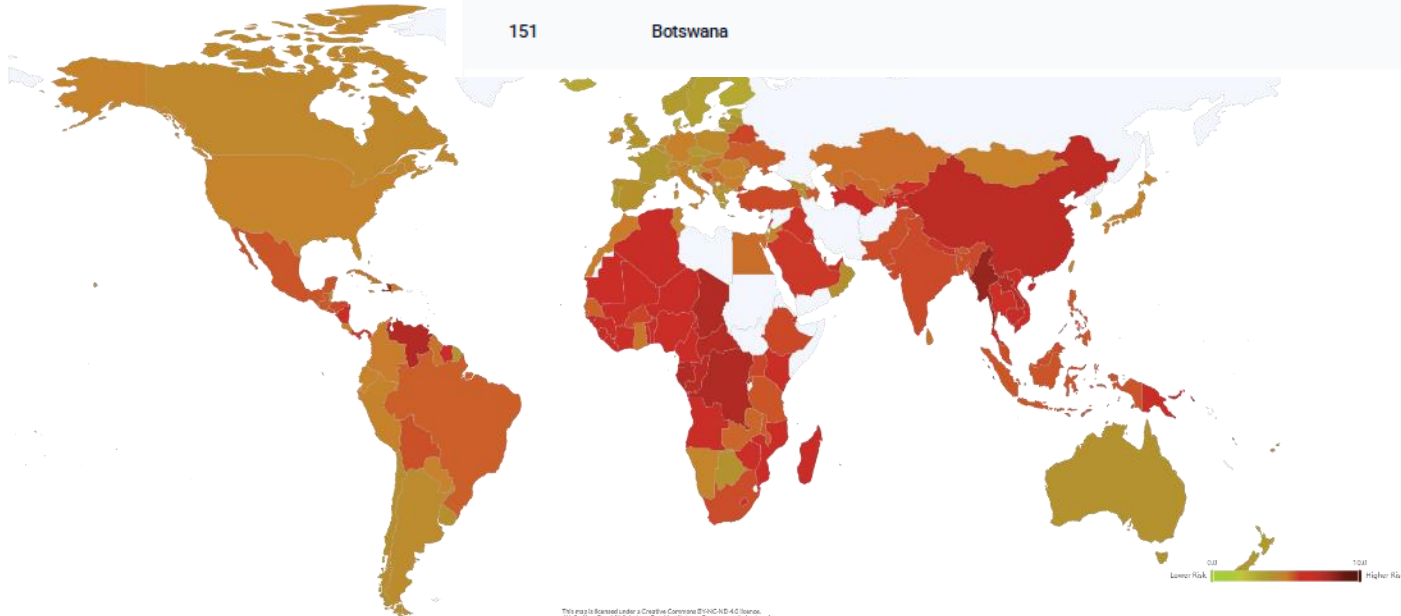 151 Botswana
0.0 10.0
Lower Risk Higher Ris
This map is licensed under a Creative Commons BY-NC-ND 4.0 licence.